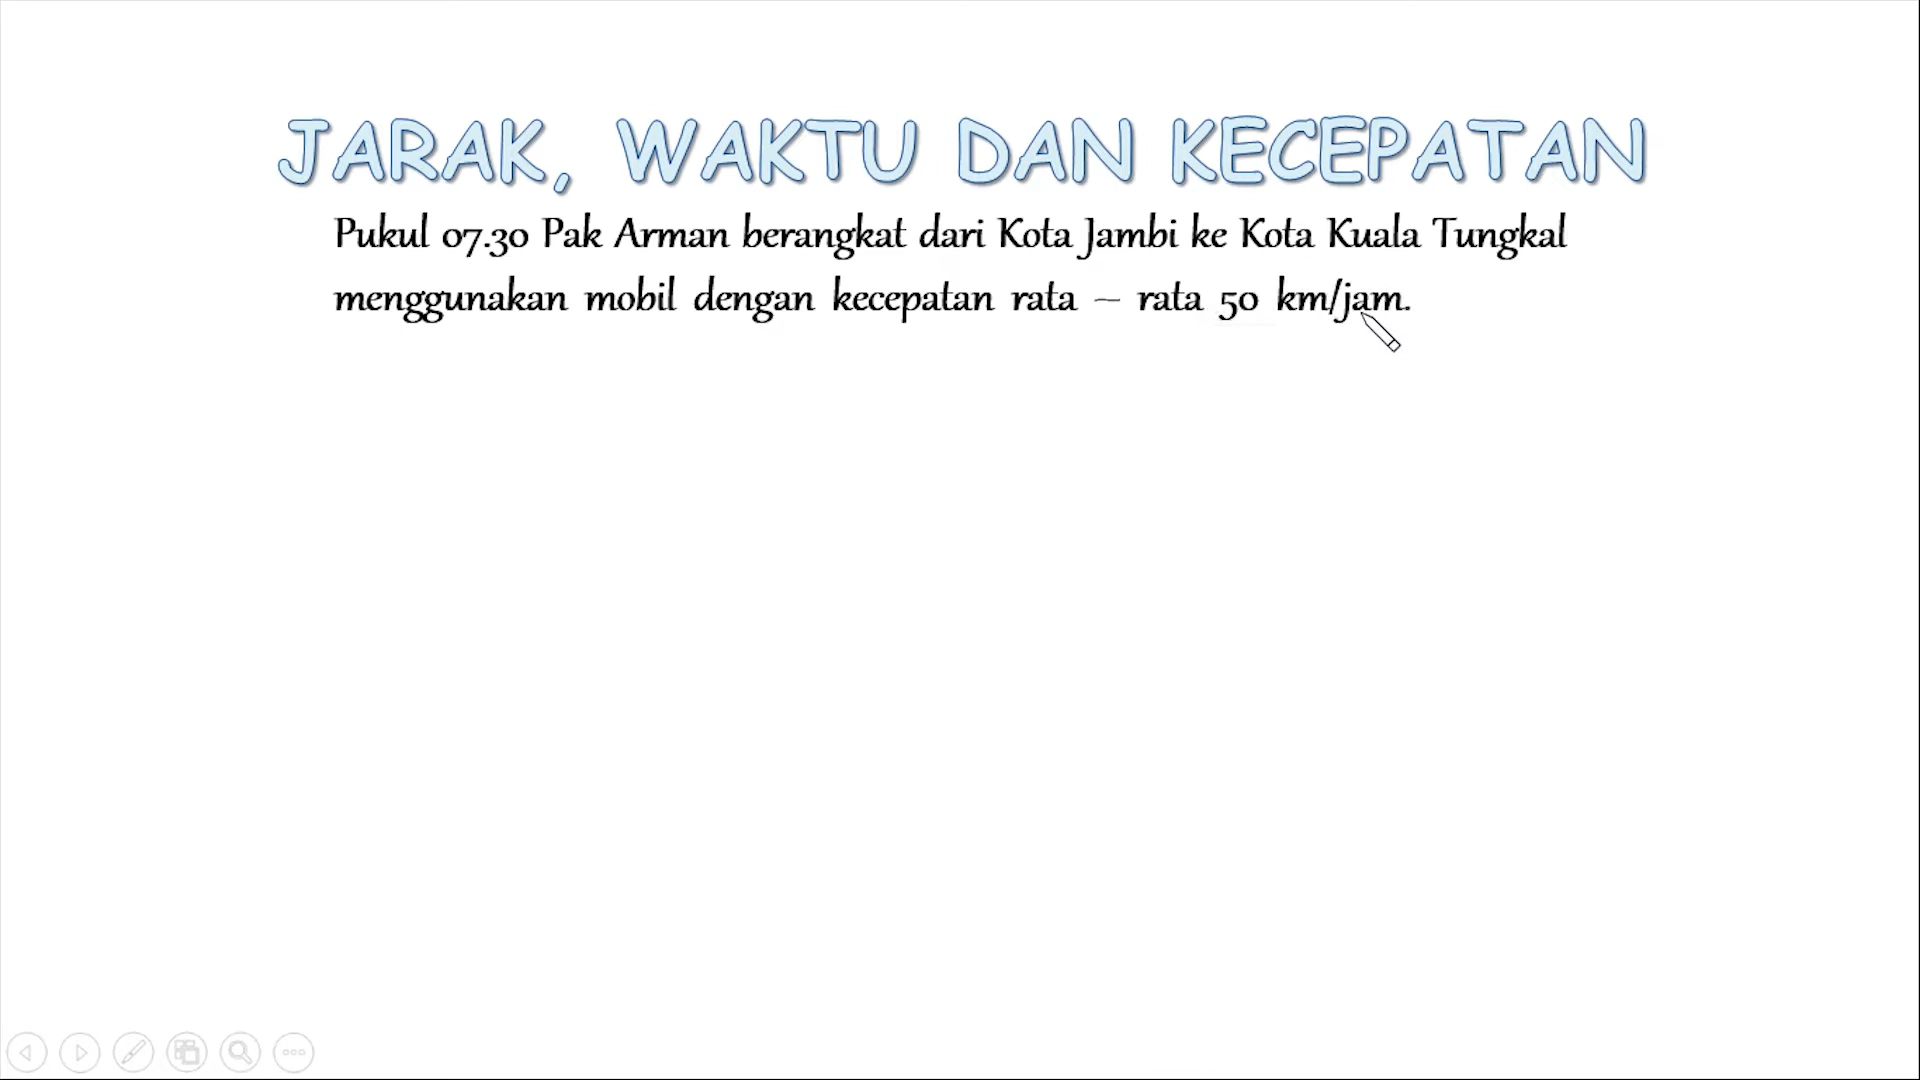 JARAK, WAKTU DAN KECEPATAN
Pukul 07.30 Pak Arman berangkat dari Kota Jambi ke Kota Kuala Tungkal
menggunakan mobil dengan kecepatan rata – rata 50 km/jam.